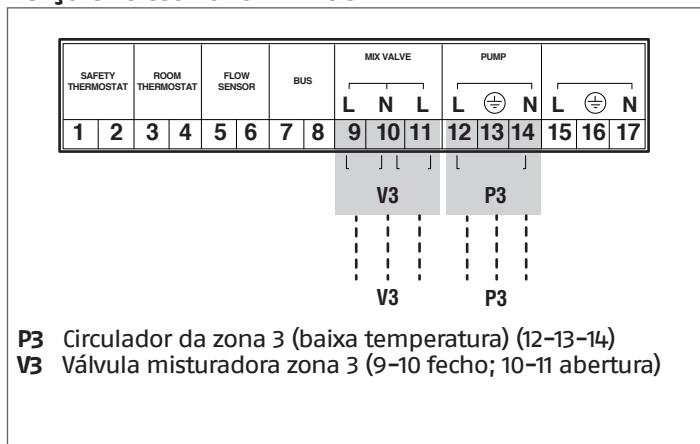 MIX VALVE PUMP
SAFETY THERMOSTAT ROOM THERMOSTAT FLOW SENSOR BUS
L N L L N L N
1 2 3 4 5 6 7 8 9 10 11 12 13 14 15 16 17
V3 P3
V3 P3
P3 Circulador da zona 3 (baixa temperatura) (12-13-14)
V3 Válvula misturadora zona 3 (9-10 fecho; 10-11 abertura)